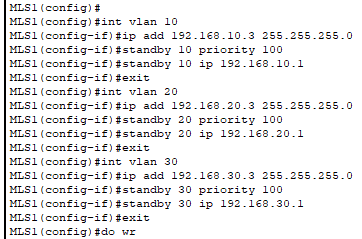 MLS1(config)#
MLS1(config)#int vlan 10
MLS1(config-if)#ip add 192.168.10.3 255.255.255.0
MLS1(config-if)#standby 10 priority 100
MLS1(config-if)#standby 10 ip 192.168.10.1
MLS1(config-if)#exit
MLS1(config)#int vlan 20
MLS1(config-if)#ip add 192.168.20.3 255.255.255.0
MLS1(config-if)#standby 20 priority 100
MLS1(config-if)#standby 20 ip 192.168.20.1
MLS1(config-if)#exit
MLS1(config)#int vlan 30
MLS1(config-if)#ip add 192.168.30.3 255.255.255.0
MLS1(config-if)#standby 30 priority 100
MLS1(config-if)#standby 30 ip 192.168.30.1
MLS1(config-if)#exit
MLS1(config)#do wr